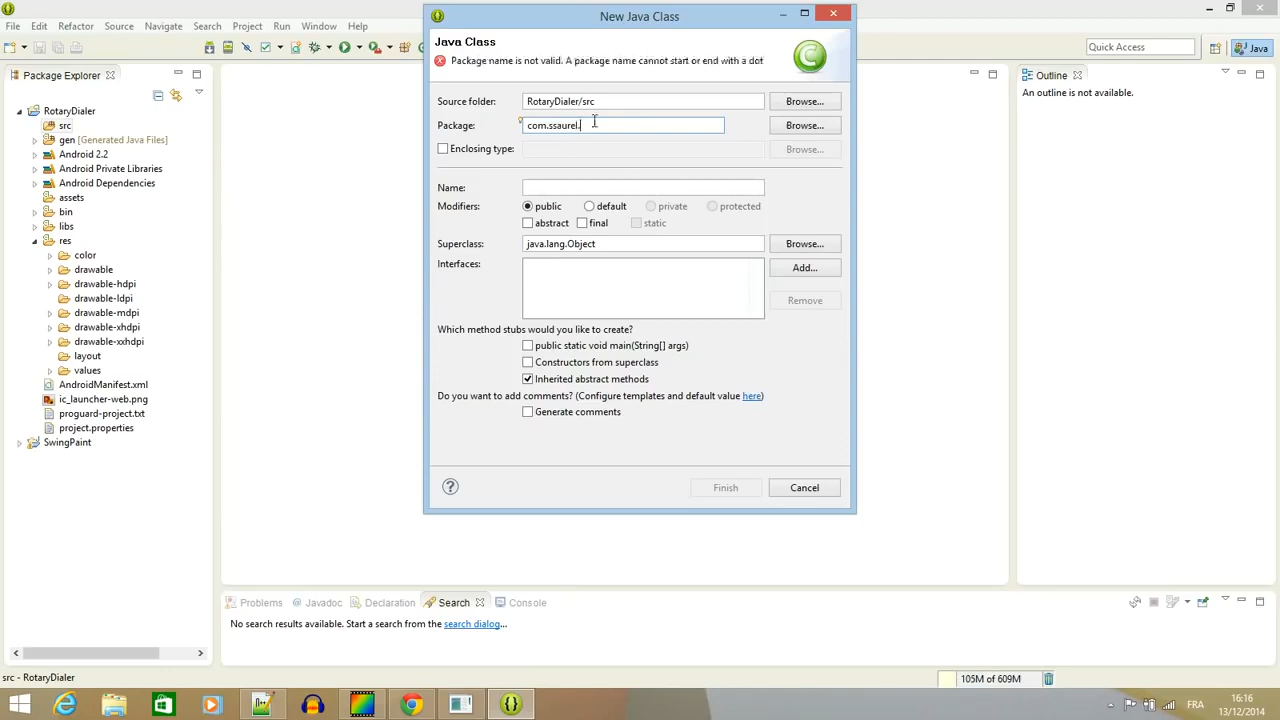 New Java Class
File Edit Refactor Source Navigate Search Project Run Window Help
Java Class
Package name is not valid. A package name cannot start or end with a dot
Quick Access
Java
Package Explorer
Outline
An outline is not available.
RotaryDialer
src
gen [Generated Java Files]
Android 2.2
Android Private Libraries
Android Dependencies
assets
bin
libs
res
color
drawable
drawable-hdpi
drawable-ldpi
drawable-mdpi
drawable-xhdpi
drawable-xxhdpi
layout
values
AndroidManifest.xml
ic_launcher-web.png
proguard-project.txt
project.properties
SwingPaint
Source folder: RotaryDialer/src Browse...
Package: com.ssaurel. Browse...
Enclosing type: Browse...
Name:
Modifiers: public default private protected
abstract final static
Superclass: java.lang.Object Browse...
Interfaces: Add...
Remove
Which method stubs would you like to create?
public static void main(String[] args)
Constructors from superclass
Inherited abstract methods
Do you want to add comments? (Configure templates and default value here)
Generate comments
Finish Cancel
Problems Javadoc Declaration Search Console
No search results available. Start a search from the search dialog...
src - RotaryDialer
105M of 609M
FRA
16:16
13/12/2014